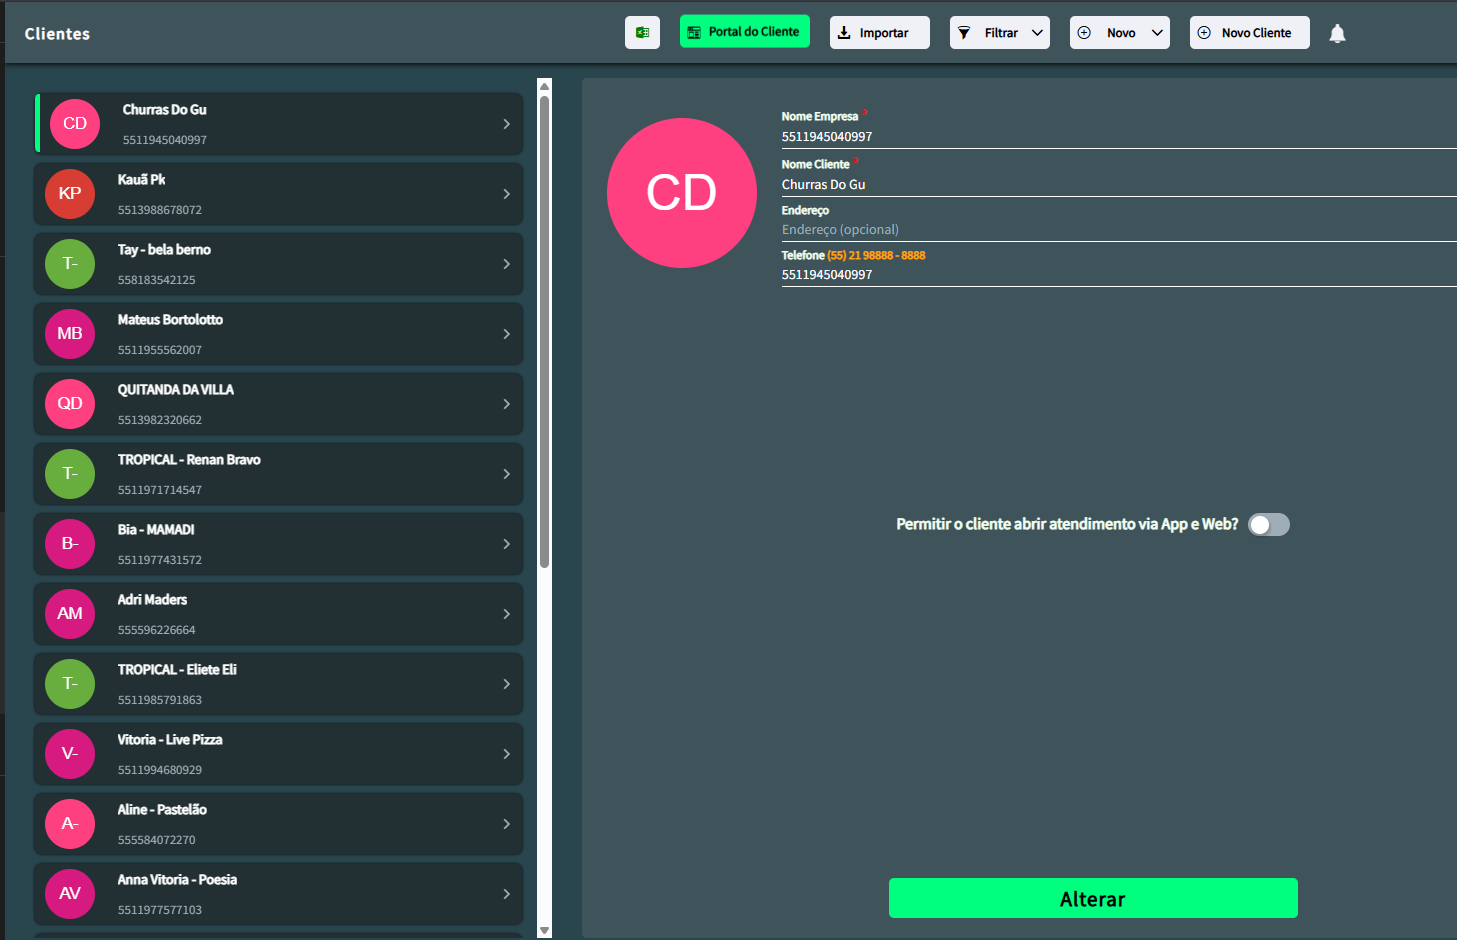 Clientes
Portal do Cliente
Importar
Filtrar
Novo
Novo Cliente
CD
Churras Do Gu
5511945040997
KP
Kauã Pk
5513988678072
T-
Tay - bela berno
558183542125
MB
Mateus Bortolotto
5511955562007
QD
QUITANDA DA VILLA
5513982320662
T-
TROPICAL - Renan Bravo
5511971714547
B-
Bia - MAMADI
5511977431572
AM
Adri Maders
555596226664
T-
TROPICAL - Eliete Eli
5511985791863
V-
Vitoria - Live Pizza
5511994680929
A-
Aline - Pastelão
555584072270
AV
Anna Vitoria - Poesia
5511977577103
CD
Nome Empresa *
5511945040997
Nome Cliente *
Churras Do Gu
Endereço
Endereço (opcional)
Telefone (55) 21 98888 - 8888
5511945040997
Permitir o cliente abrir atendimento via App e Web?
Alterar